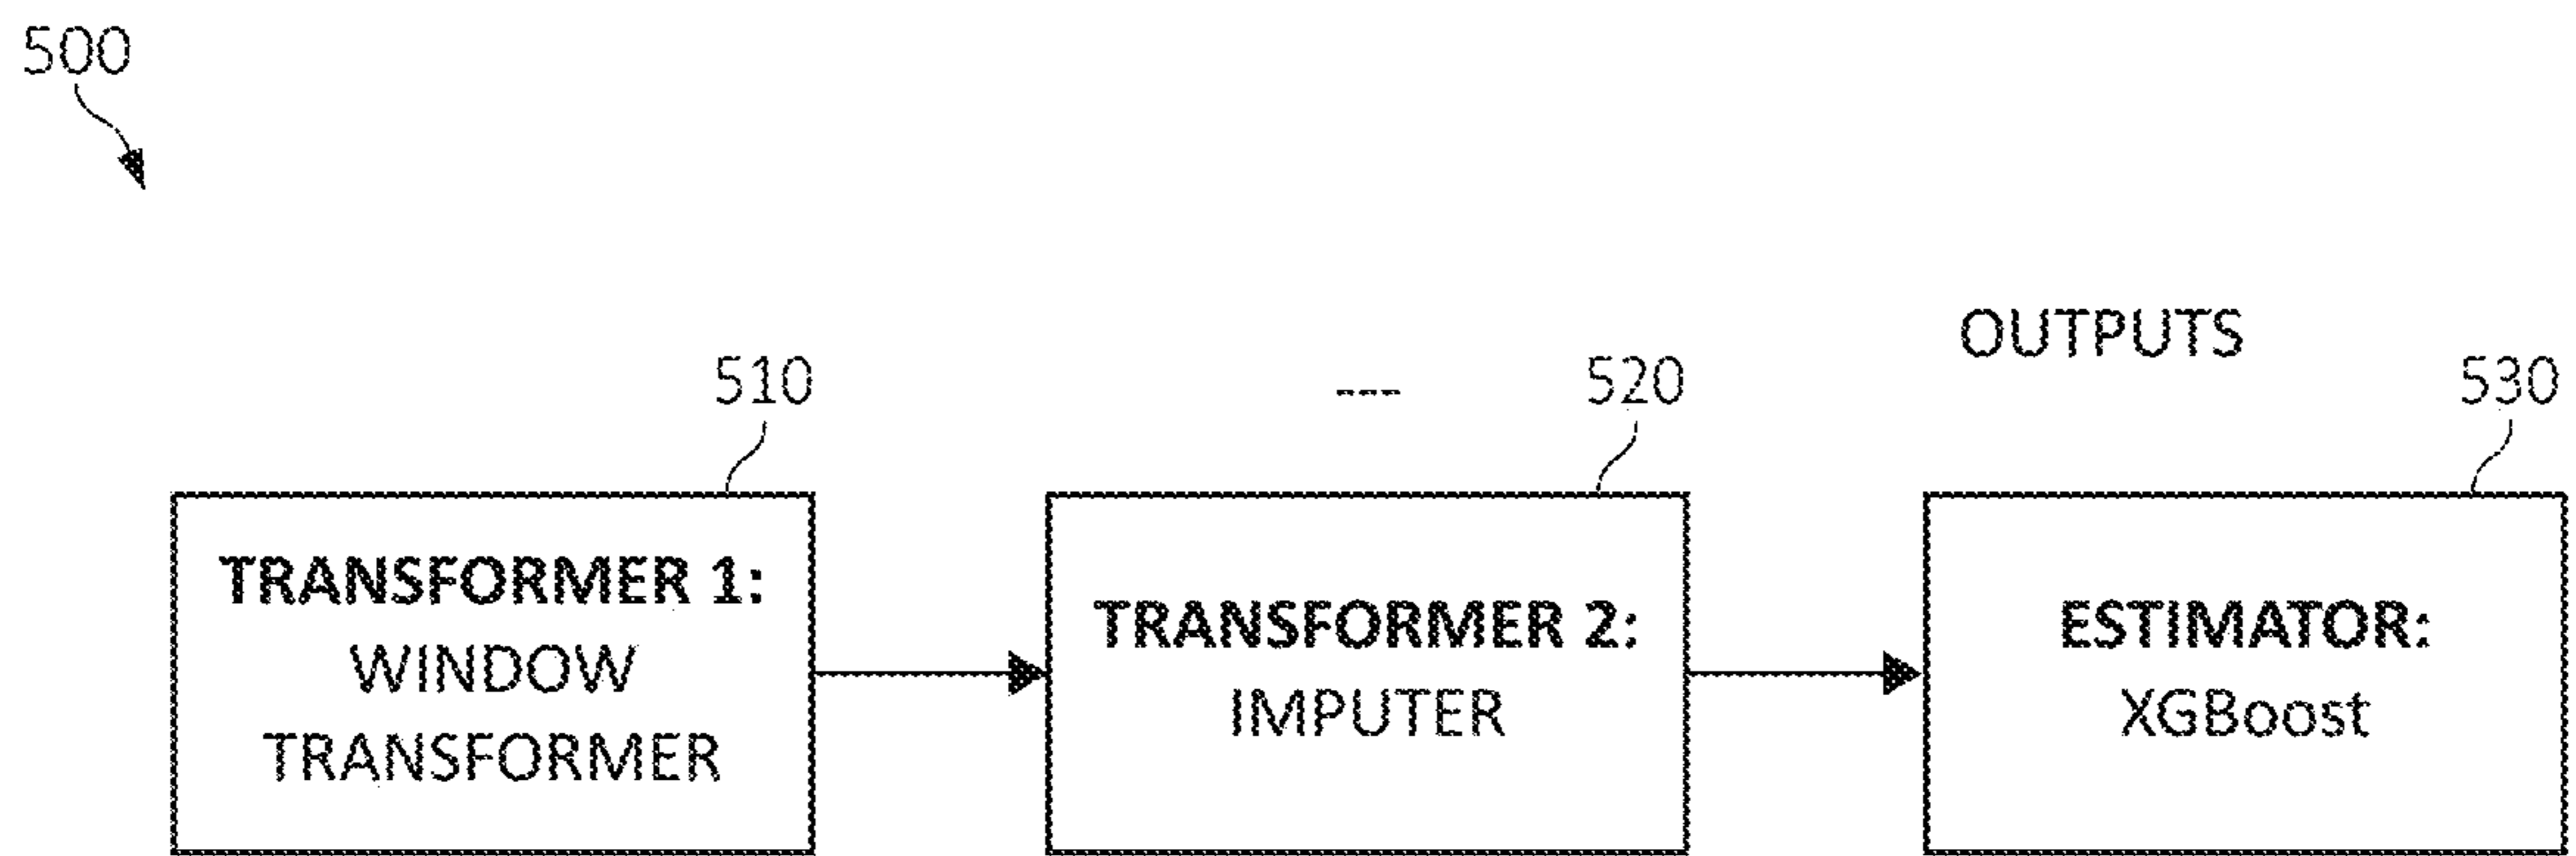 500
OUTPUTS
510
---
520
530
TRANSFORMER 1:
WINDOW
TRANSFORMER
TRANSFORMER 2:
IMPUTER
ESTIMATOR:
XGBoost